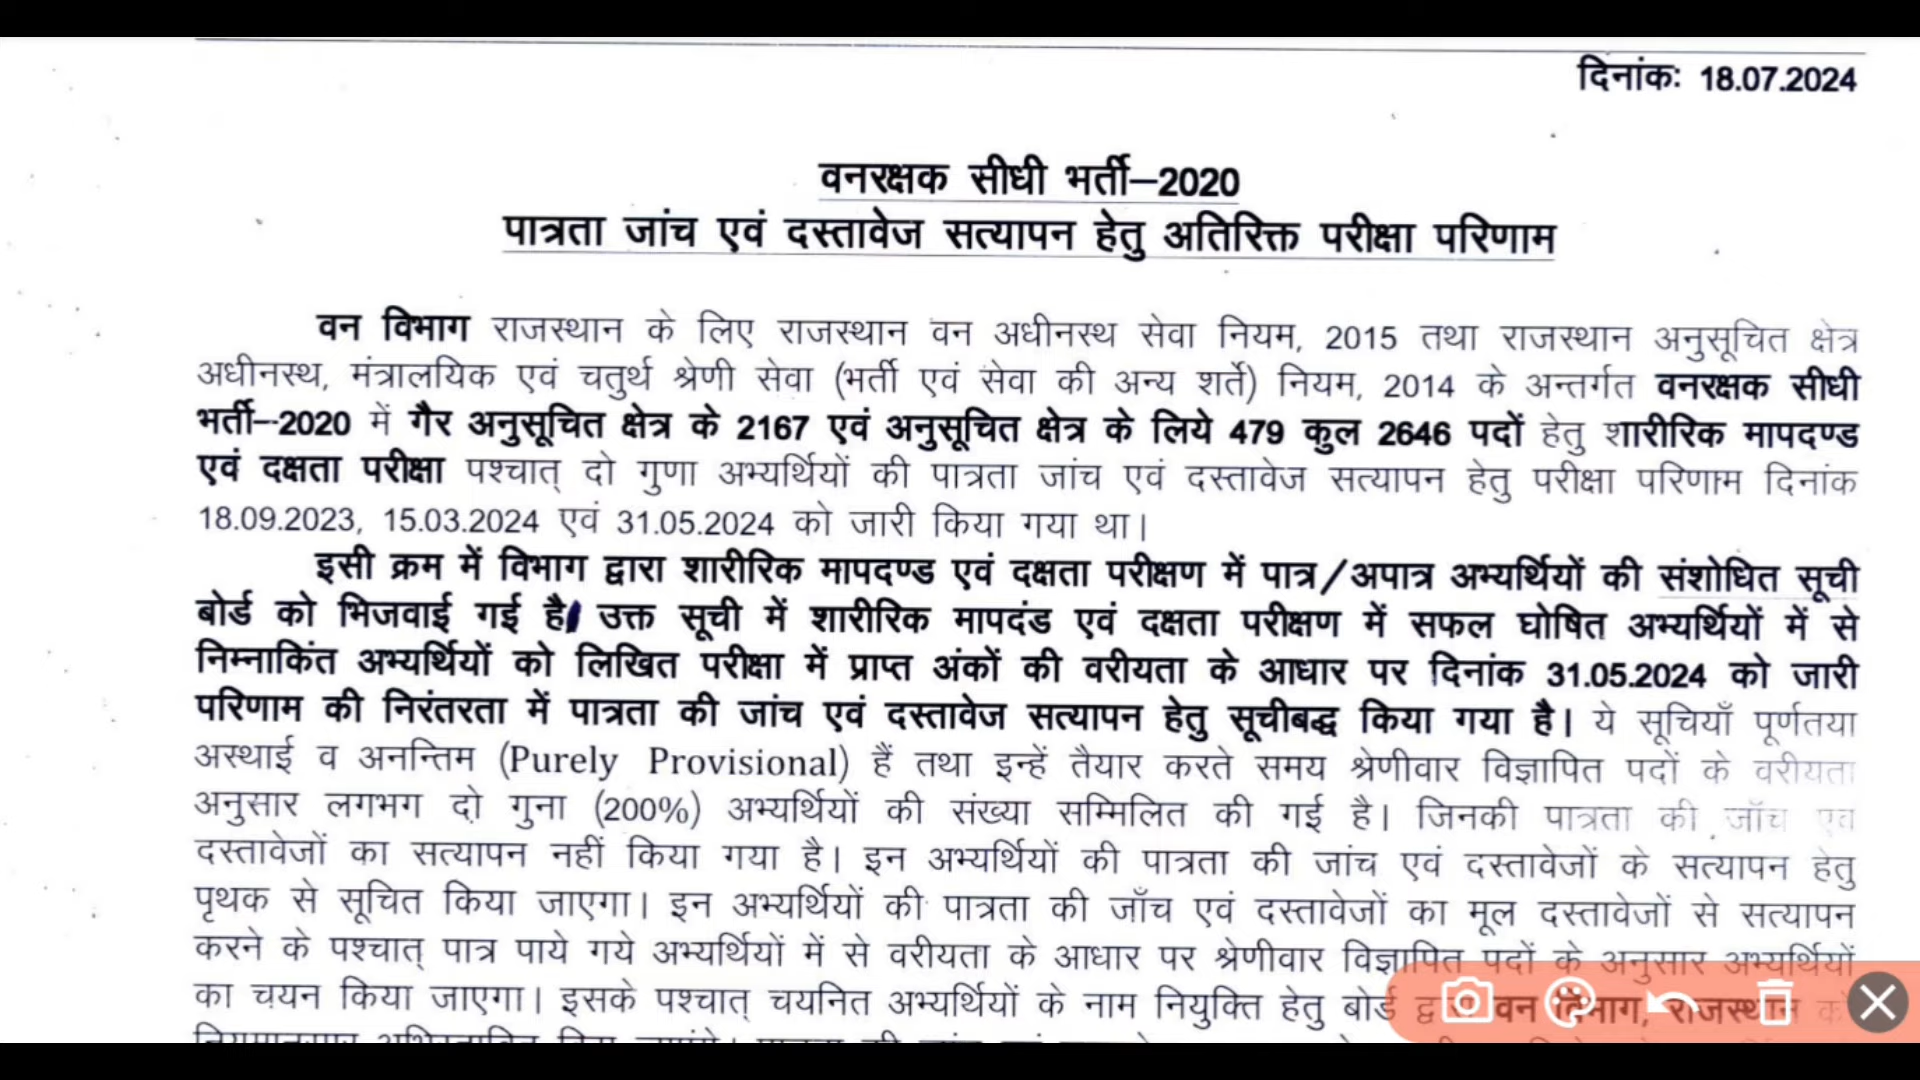 दिनांकः 18.07.2024
वनरक्षक सीधी भर्ती–2020
पात्रता जांच एवं दस्तावेज सत्यापन हेतु अतिरिक्त परीक्षा परिणाम
वन विभाग राजस्थान के लिए राजस्थान वन अधीनस्थ सेवा नियम, 2015 तथा राजस्थान अनुसूचित क्षेत्र
अधीनस्थ, मंत्रालयिक एवं चतुर्थ श्रेणी सेवा (भर्ती एवं सेवा की अन्य शर्ते) नियम, 2014 के अन्तर्गत वनरक्षक सीधी
भर्ती–2020 में गैर अनुसूचित क्षेत्र के 2167 एवं अनुसूचित क्षेत्र के लिये 479 कुल 2646 पदों हेतु शारीरिक मापदण्ड
एवं दक्षता परीक्षा पश्चात् दो गुणा अभ्यर्थियों की पात्रता जांच एवं दस्तावेज सत्यापन हेतु परीक्षा परिणाम दिनांक
18.09.2023, 15.03.2024 एवं 31.05.2024 को जारी किया गया था।
इसी क्रम में विभाग द्वारा शारीरिक मापदण्ड एवं दक्षता परीक्षण में पात्र/अपात्र अभ्यर्थियों की संशोधित सूची
बोर्ड को भिजवाई गई है। उक्त सूची में शारीरिक मापदंड एवं दक्षता परीक्षण में सफल घोषित अभ्यर्थियों में से
निम्नाकिंत अभ्यर्थियों को लिखित परीक्षा में प्राप्त अंकों की वरीयता के आधार पर दिनांक 31.05.2024 को जारी
परिणाम की निरंतरता में पात्रता की जांच एवं दस्तावेज सत्यापन हेतु सूचीबद्ध किया गया है। ये सूचियाँ पूर्णतया
अस्थाई व अनन्तिम (Purely Provisional) हैं तथा इन्हें तैयार करते समय श्रेणीवार विज्ञापित पदों के वरीयता
अनुसार लगभग दो गुना (200%) अभ्यर्थियों की संख्या सम्मिलित की गई है। जिनकी पात्रता की जॉच एवं
दस्तावेजों का सत्यापन नहीं किया गया है। इन अभ्यर्थियों की पात्रता की जांच एवं दस्तावेजों के सत्यापन हेतु
पृथक से सूचित किया जाएगा। इन अभ्यर्थियों की पात्रता की जाँच एवं दस्तावेजों का मूल दस्तावेजों से सत्यापन
करने के पश्चात् पात्र पाये गये अभ्यर्थियों में से वरीयता के आधार पर श्रेणीवार विज्ञापित पदों के अनुसार अभ्यर्थियों
का चयन किया जाएगा। इसके पश्चात् चयनित अभ्यर्थियों के नाम नियुक्ति हेतु बोर्ड द्वारा वन विभाग, राजस्थान को